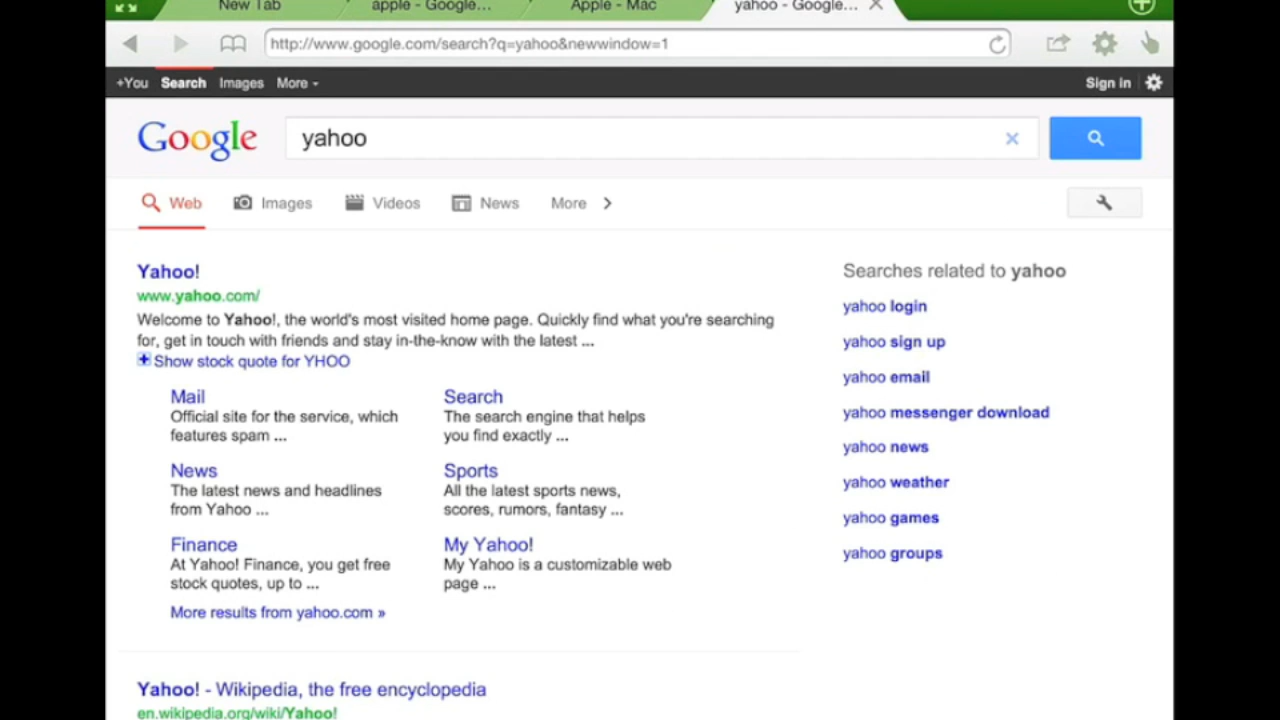 New Tab
apple - Google...
Apple - Mac
yahoo - Google...
http://www.google.com/search?q=yahoo&newwindow=1
+You Search Images More
Sign in
Google
yahoo
Web Images Videos News More
Yahoo!
www.yahoo.com/
Welcome to Yahoo!, the world's most visited home page. Quickly find what you're searching
for, get in touch with friends and stay in-the-know with the latest ...
Show stock quote for YHOO
Mail
Official site for the service, which
features spam ...
Search
The search engine that helps
you find exactly ...
News
The latest news and headlines
from Yahoo ...
Sports
All the latest sports news,
scores, rumors, fantasy ...
Finance
At Yahoo! Finance, you get free
stock quotes, up to ...
My Yahoo!
My Yahoo is a customizable web
page ...
More results from yahoo.com »
Yahoo! - Wikipedia, the free encyclopedia
en.wikipedia.org/wiki/Yahoo!
Searches related to yahoo
yahoo login
yahoo sign up
yahoo email
yahoo messenger download
yahoo news
yahoo weather
yahoo games
yahoo groups